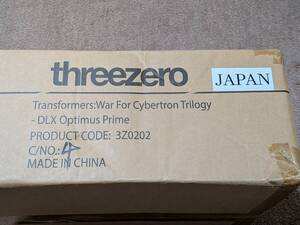 threezero
JAPAN
Transformers:War For Cybertron Trilogy
- DLX Optimus Prime
PRODUCT CODE: 3Z0202
C/NO.: 4
MADE IN CHINA